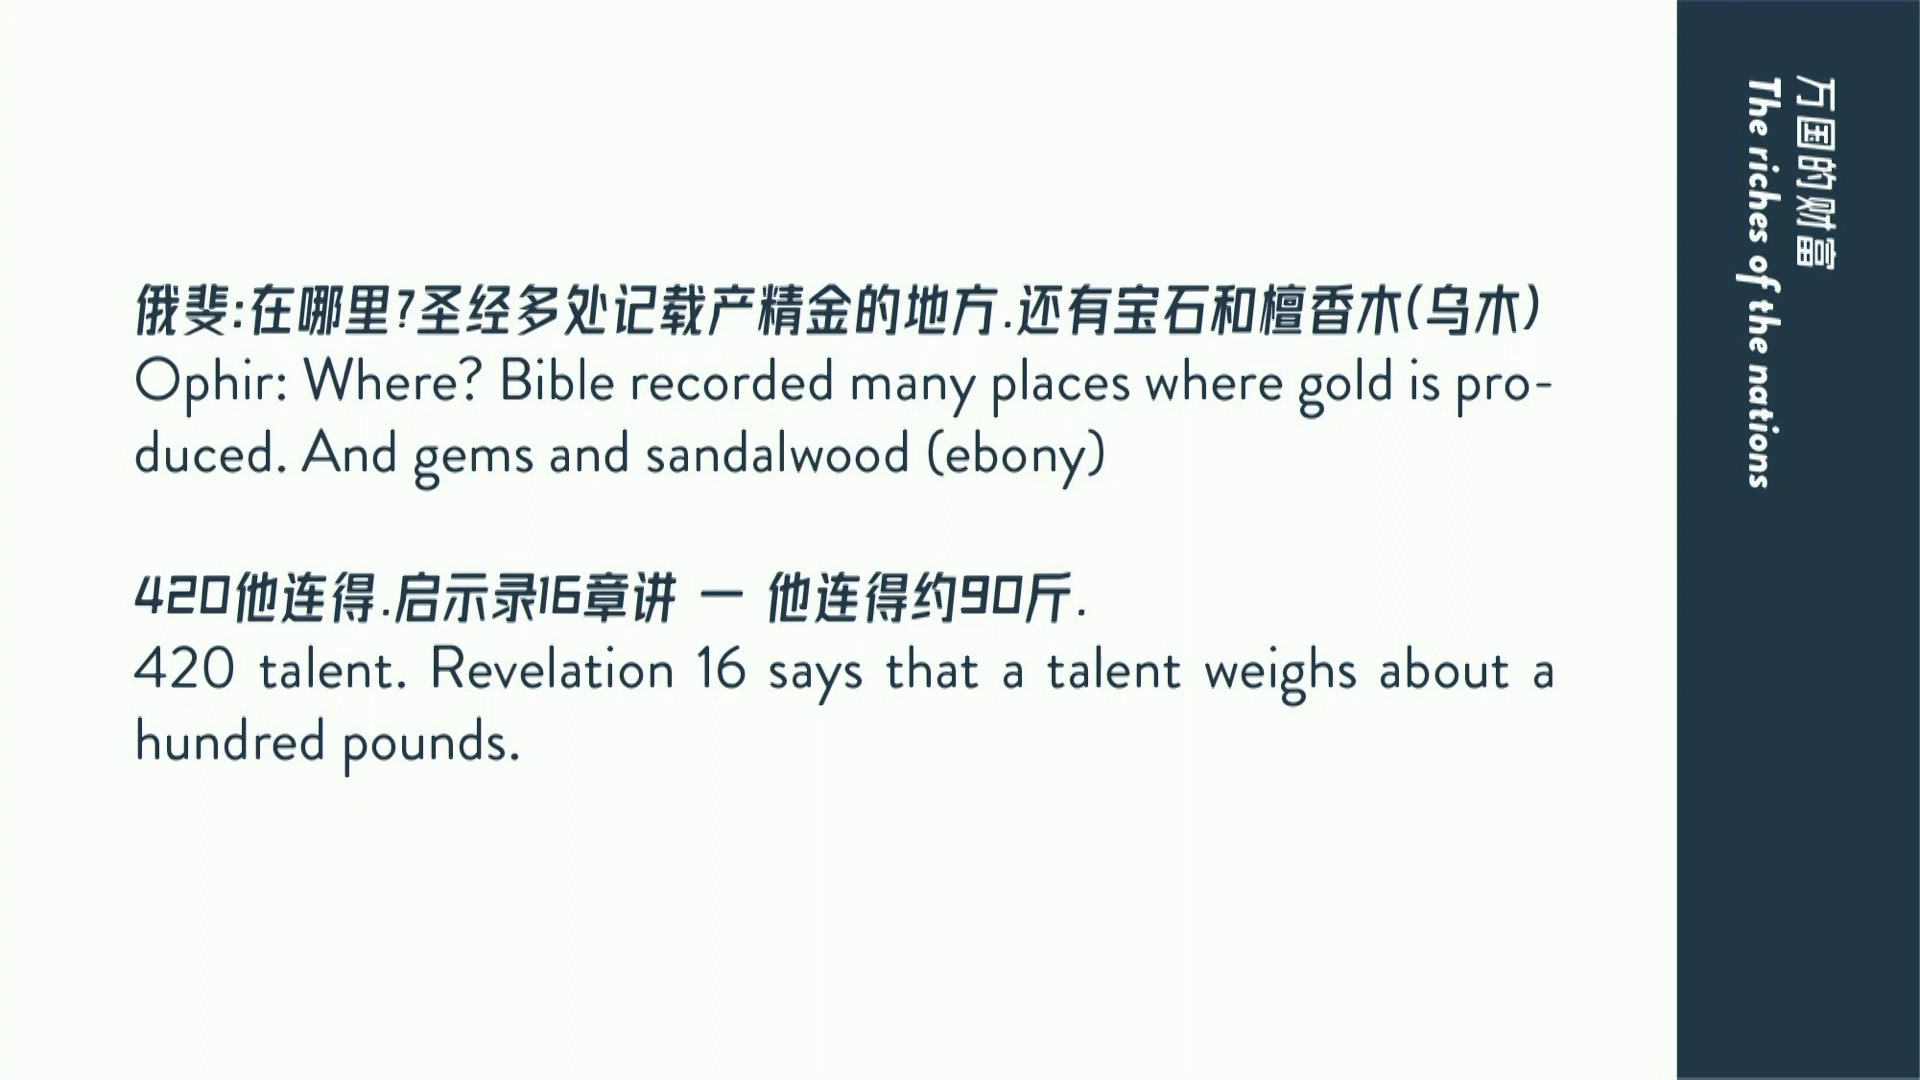 俄斐:在哪里?圣经多处记载产精金的地方.还有宝石和檀香木(乌木)
Ophir: Where? Bible recorded many places where gold is pro-
duced. And gems and sandalwood (ebony)
420他连得.启示录16章讲 一 他连得约90斤.
420 talent. Revelation 16 says that a talent weighs about a
hundred pounds.
万国的财富
The riches of the nations